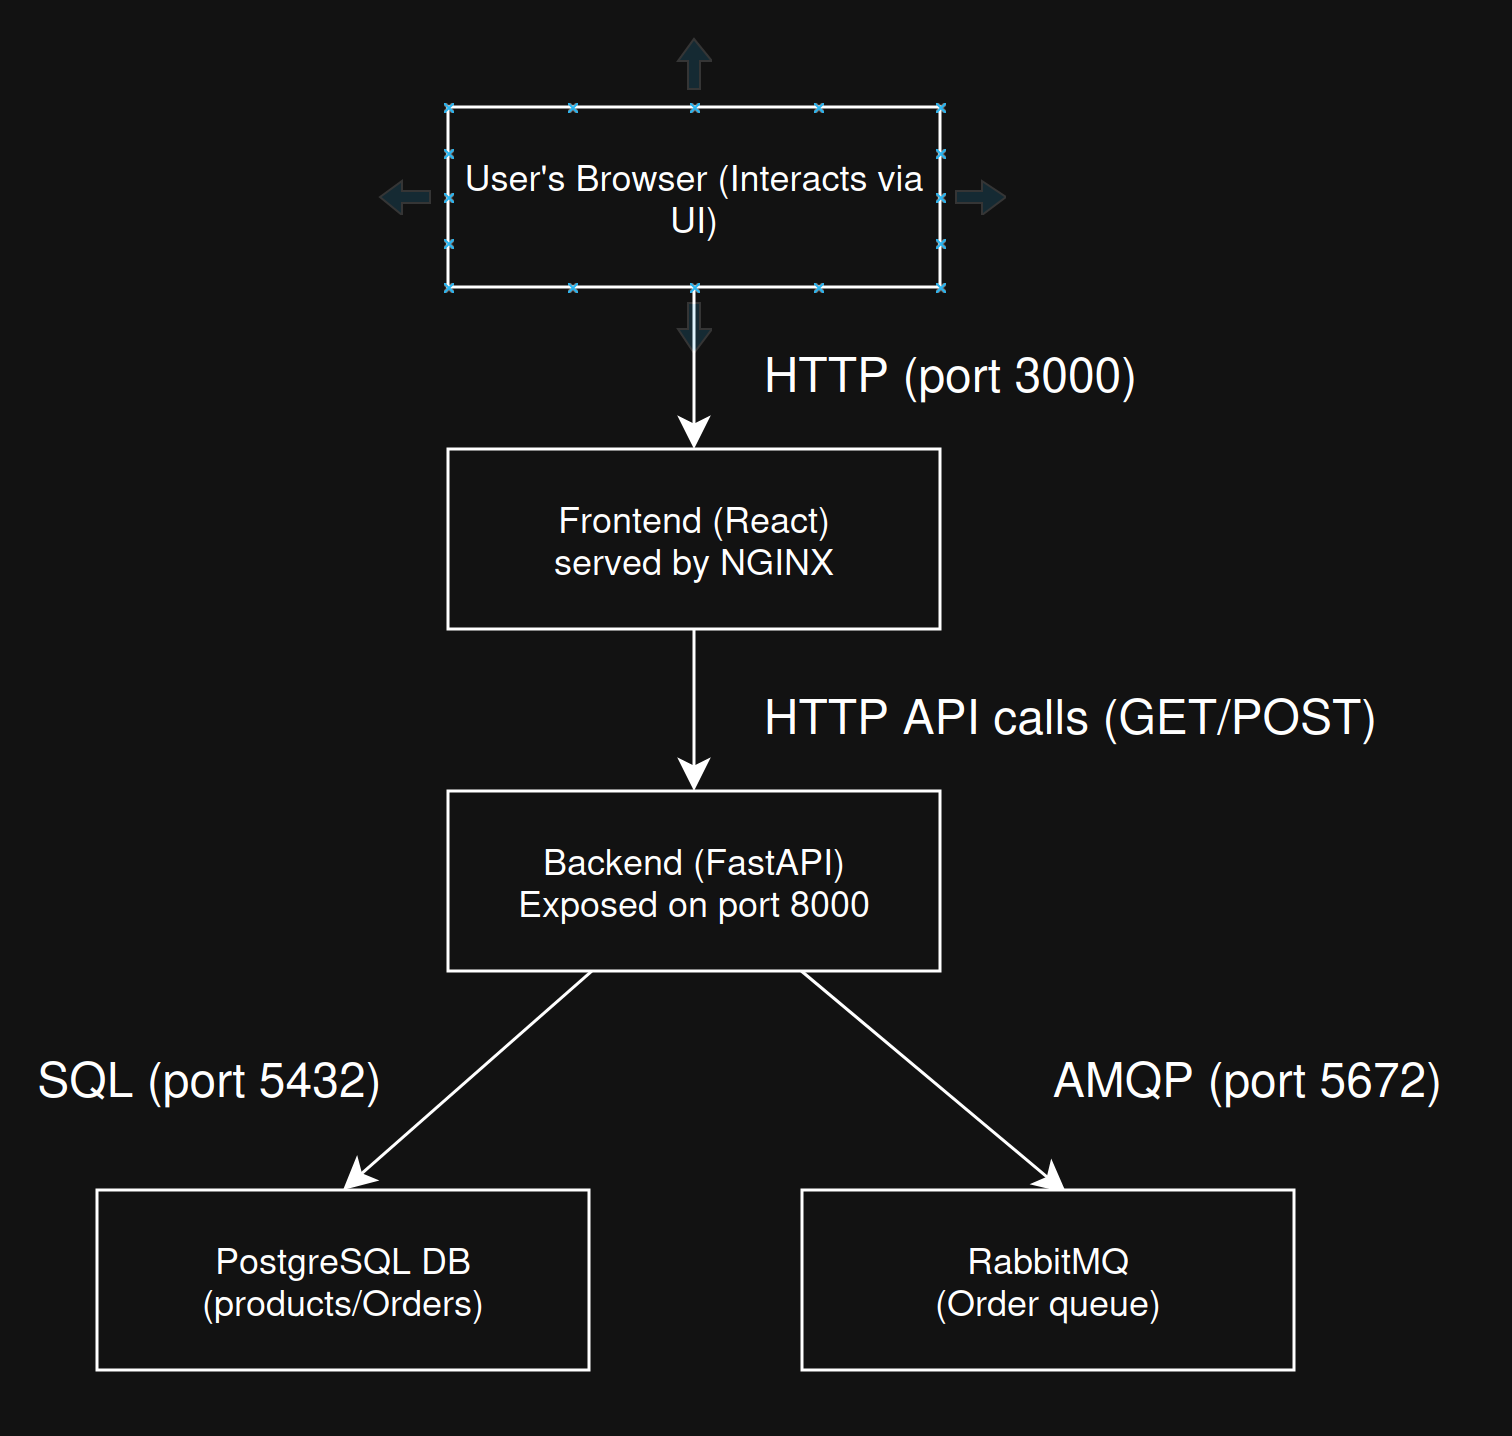 User's Browser (Interacts via
UI)
HTTP (port 3000)
Frontend (React)
served by NGINX
HTTP API calls (GET/POST)
Backend (FastAPI)
Exposed on port 8000
SQL (port 5432)
AMQP (port 5672)
PostgreSQL DB
(products/Orders)
RabbitMQ
(Order queue)